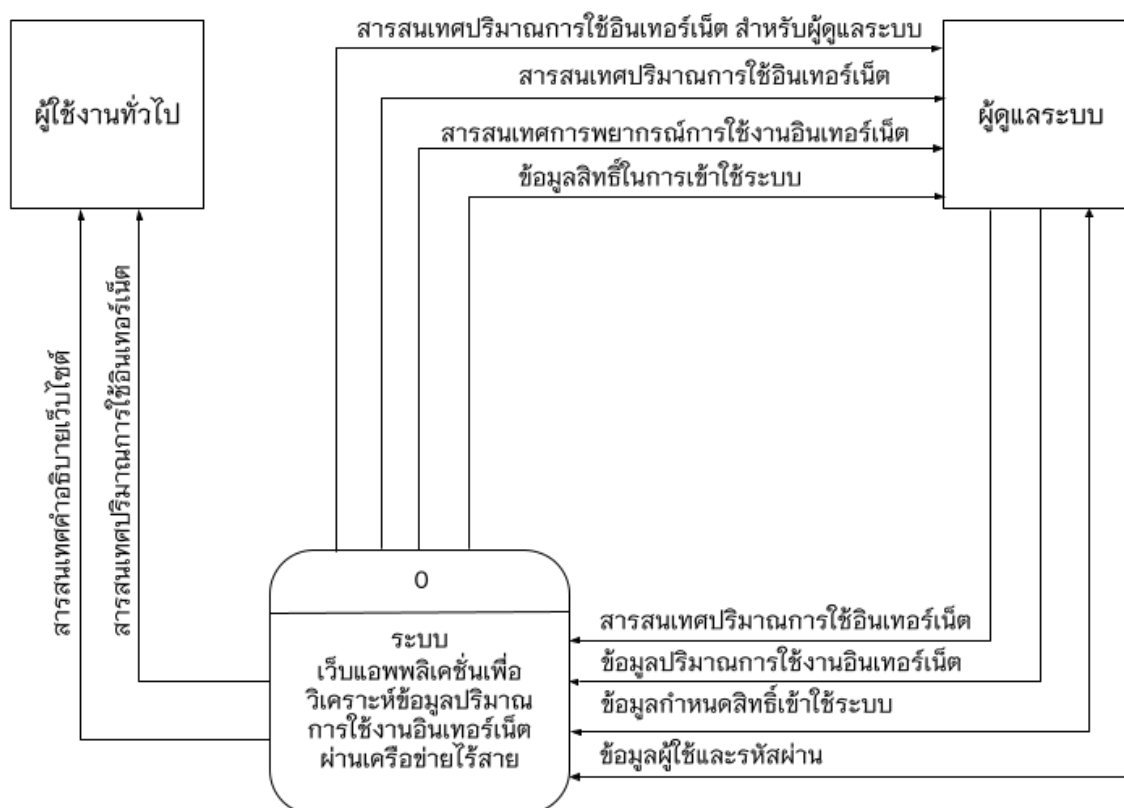 สารสนเทศปริมาณการใช้อินเทอร์เน็ต สำหรับผู้ดูแลระบบ
สารสนเทศปริมาณการใช้อินเทอร์เน็ต
ผู้ใช้งานทั่วไป
ผู้ดูแลระบบ
สารสนเทศการพยากรณ์การใช้งานอินเทอร์เน็ต
ข้อมูลสิทธิ์ในการเข้าใช้ระบบ
สารสนเทศคำอธิบายเว็บไซต์
สารสนเทศปริมาณการใช้อินเทอร์เน็ต
0
ระบบ
เว็บแอพพลิเคชั่นเพื่อ
วิเคราะห์ข้อมูลปริมาณ
การใช้งานอินเทอร์เน็ต
ผ่านเครือข่ายไร้สาย
สารสนเทศปริมาณการใช้อินเทอร์เน็ต
ข้อมูลปริมาณการใช้งานอินเทอร์เน็ต
ข้อมูลกำหนดสิทธิ์เข้าใช้ระบบ
ข้อมูลผู้ใช้และรหัสผ่าน